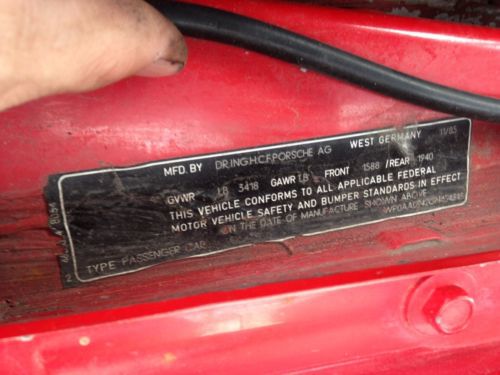 MFD. BY DR.ING.H.C.F.PORSCHE AG WEST GERMANY 11/85
GVWR LB 3418 GAWR LB FRONT 1588 /REAR 1940
THIS VEHICLE CONFORMS TO ALL APPLICABLE FEDERAL
MOTOR VEHICLE SAFETY AND BUMPER STANDARDS IN EFFECT
ON THE DATE OF MANUFACTURE SHOWN ABOVE
TYPE PASSENGER CAR